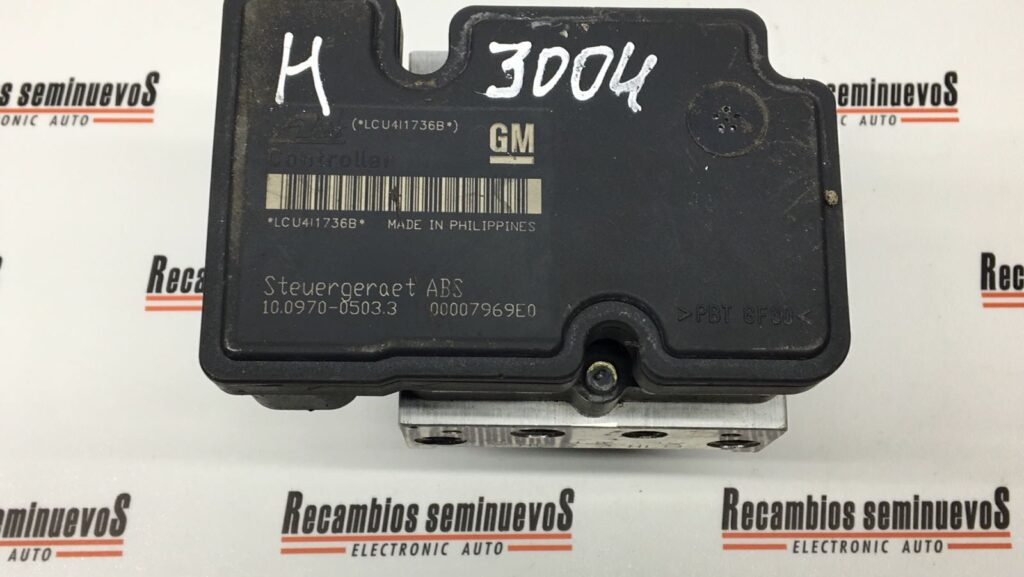 H 3004
(*LCU4I1736B*)
GM
Controller
*LCU4I1736B* MADE IN PHILIPPINES
Steuergeraet ABS
10.0970-0503.3 00007969E0
>PBT GF30<
Recambios seminuevoS
ELECTRONIC AUTO
Recambios seminuevoS
ELECTRONIC AUTO